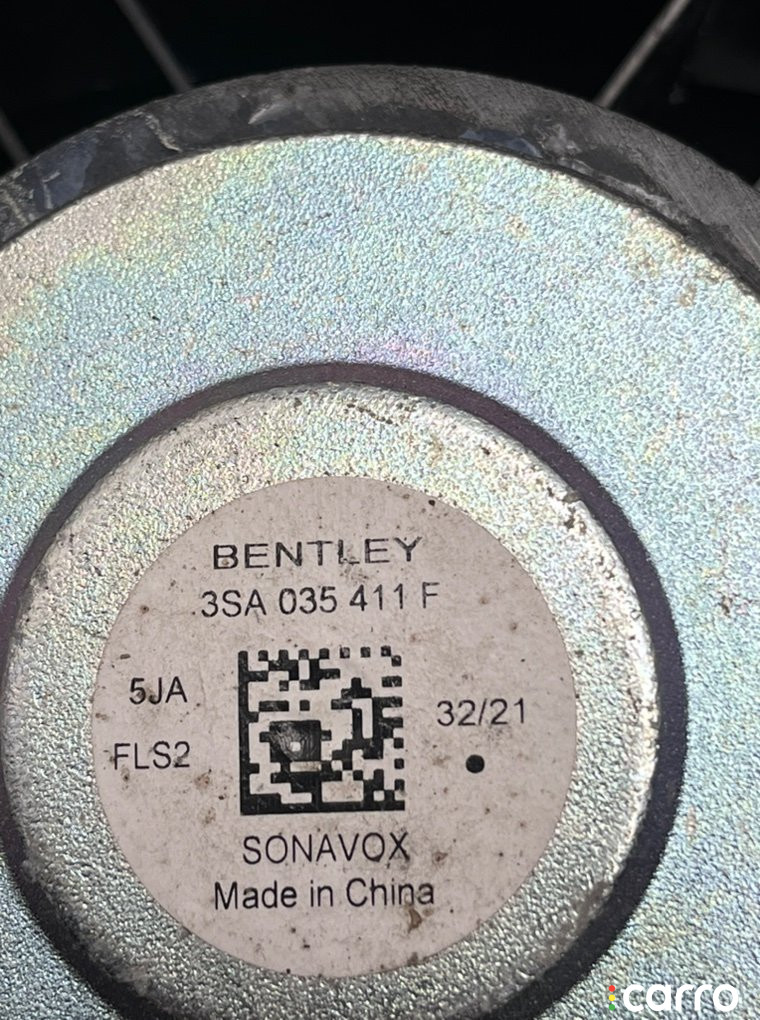 BENTLEY
3SA 035 411 F
5JA
32/21
FLS2
SONAVOX
Made in China
carro